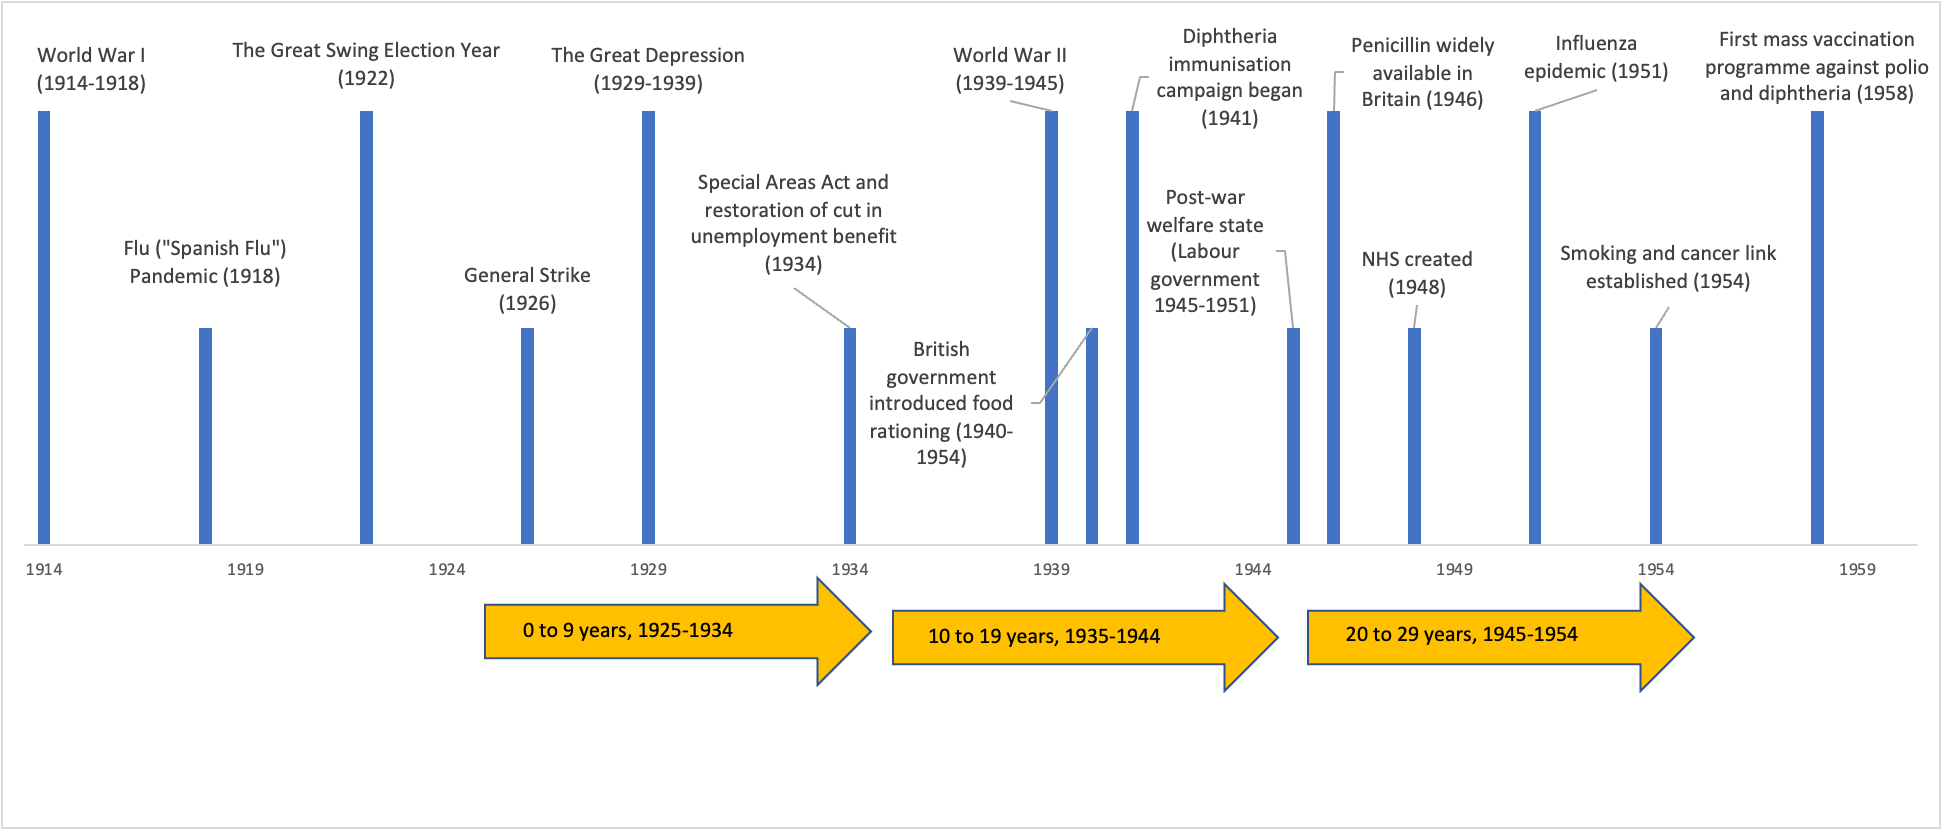 World War I
(1914-1918)
The Great Swing Election Year
(1922)
The Great Depression
(1929-1939)
World War II
(1939-1945)
Diphtheria
immunisation
campaign began
(1941)
Penicillin widely
available in
Britain (1946)
Influenza
epidemic (1951)
First mass vaccination
programme against polio
and diphtheria (1958)
Flu ("Spanish Flu")
Pandemic (1918)
General Strike
(1926)
Special Areas Act and
restoration of cut in
unemployment benefit
(1934)
British
government
introduced food
rationing (1940-
1954)
Post-war
welfare state
(Labour
government
1945-1951)
NHS created
(1948)
Smoking and cancer link
established (1954)
1914
1919
1924
1929
1934
1939
1944
1949
1954
1959
0 to 9 years, 1925-1934
10 to 19 years, 1935-1944
20 to 29 years, 1945-1954